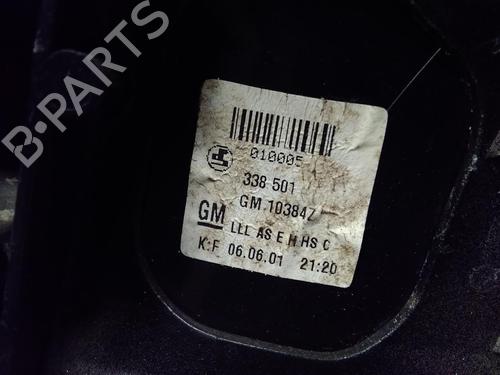 B-PARTS
010005
338 501
GM 103847
GM LLL AS E H HS C
K:F 06.06.01 21:20